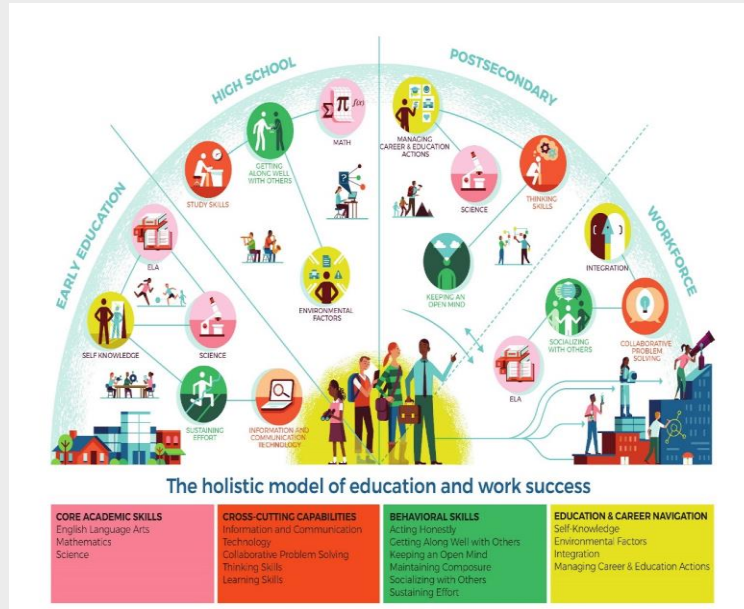 HIGH SCHOOL
POSTSECONDARY
EARLY EDUCATION
WORKFORCE
Σ π f(x)
MATH
GETTING
ALONG WELL
WITH OTHERS
STUDY SKILLS
MANAGING
CAREER & EDUCATION
ACTIONS
SCIENCE
THINKING
SKILLS
ELA
INTEGRATION
KEEPING AN
OPEN MIND
ENVIRONMENTAL
FACTORS
SELF KNOWLEDGE
SCIENCE
SOCIALIZING
WITH OTHERS
COLLABORATIVE
PROBLEM
SOLVING
ELA
SUSTAINING
EFFORT
INFORMATION AND
COMMUNICATION
TECHNOLOGY
The holistic model of education and work success
CORE ACADEMIC SKILLS
English Language Arts
Mathematics
Science
CROSS-CUTTING CAPABILITIES
Information and Communication
Technology
Collaborative Problem Solving
Thinking Skills
Learning Skills
BEHAVIORAL SKILLS
Acting Honestly
Getting Along Well with Others
Keeping an Open Mind
Maintaining Composure
Socializing with Others
Sustaining Effort
EDUCATION & CAREER NAVIGATION
Self-Knowledge
Environmental Factors
Integration
Managing Career & Education Actions